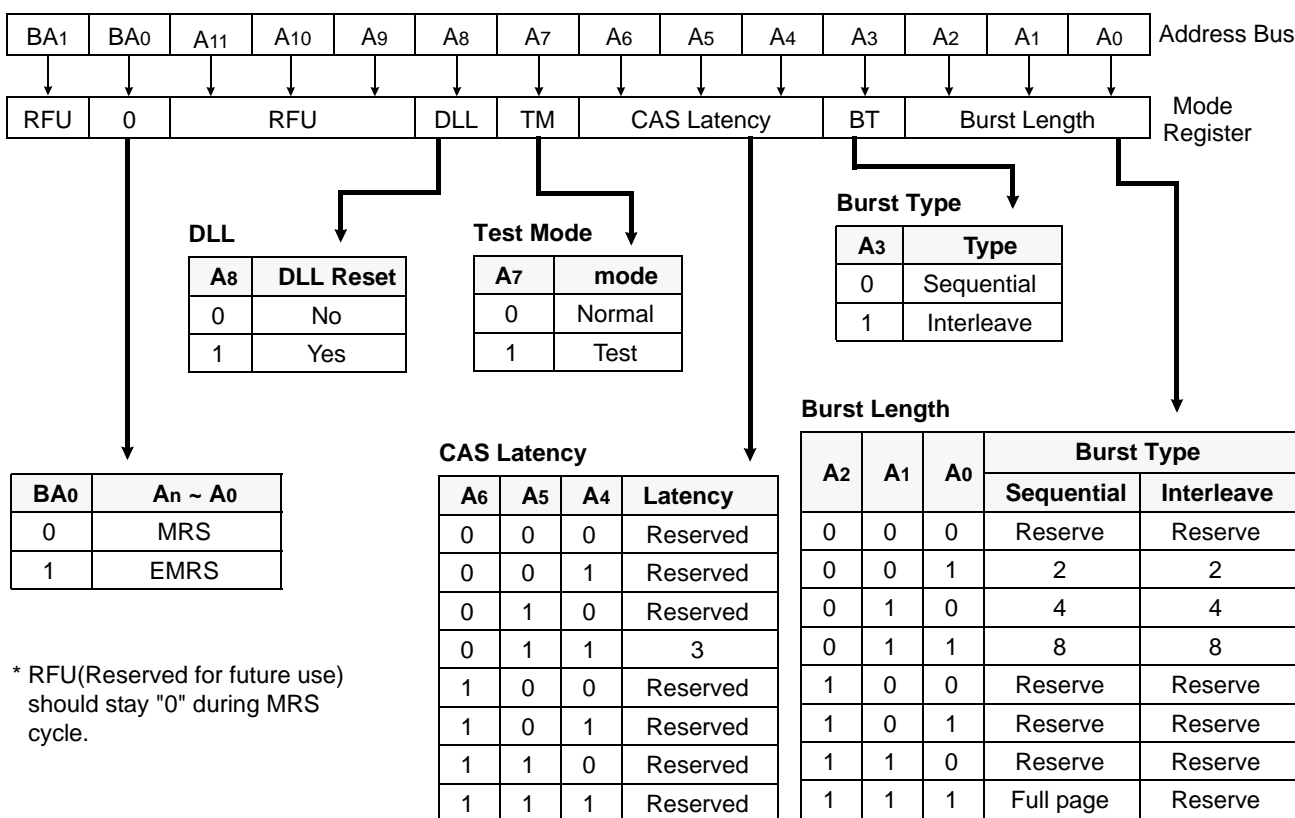 BA1 BA0 A11 A10 A9 A8 A7 A6 A5 A4 A3 A2 A1 A0 Address Bus
RFU 0 RFU DLL TM CAS Latency BT Burst Length Mode Register
DLL
A8 DLL Reset
0 No
1 Yes
Test Mode
A7 mode
0 Normal
1 Test
Burst Type
A3 Type
0 Sequential
1 Interleave
BA0 An ~ A0
0 MRS
1 EMRS
* RFU(Reserved for future use)
should stay "0" during MRS
cycle.
CAS Latency
A6 A5 A4 Latency
0 0 0 Reserved
0 0 1 Reserved
0 1 0 Reserved
0 1 1 3
1 0 0 Reserved
1 0 1 Reserved
1 1 0 Reserved
1 1 1 Reserved
Burst Length
A2 A1 A0 Burst Type
Sequential Interleave
0 0 0 Reserve Reserve
0 0 1 2 2
0 1 0 4 4
0 1 1 8 8
1 0 0 Reserve Reserve
1 0 1 Reserve Reserve
1 1 0 Reserve Reserve
1 1 1 Full page Reserve